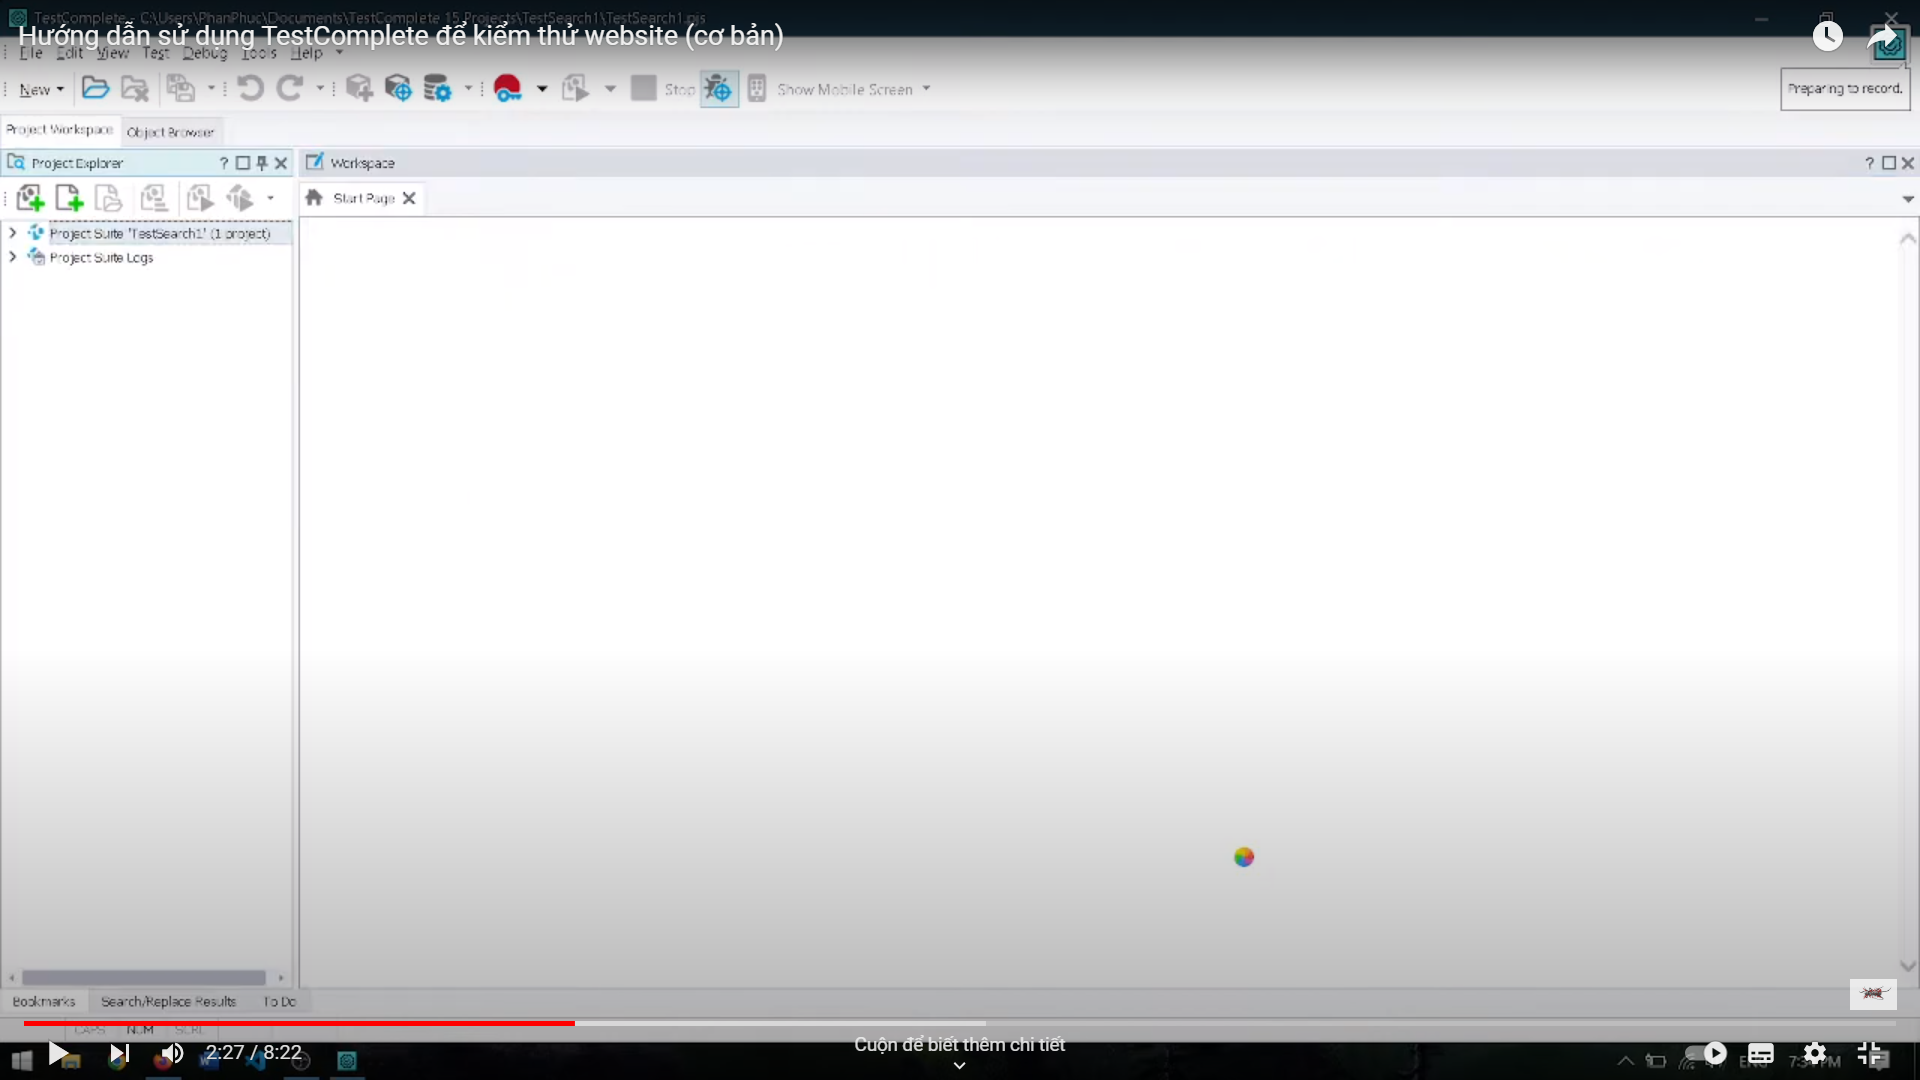 TestComplete - C:\Users\PhanPhuc\Documents\TestComplete 15 Projects\TestSearch1\TestSearch1.pjs
Hướng dẫn sử dụng TestComplete để kiểm thử website (cơ bản)
File Edit View Test Debug Tools Help
New Stop Show Mobile Screen
Preparing to record.
Project Workspace Object Browser
Project Explorer ? Workspace ?
Start Page
Project Suite 'TestSearch1' (1 project)
Project Suite Logs
Bookmarks Search/Replace Results To Do
CAPS NUM SCRL
2:27 / 8:22
Cuộn để biết thêm chi tiết
ENG